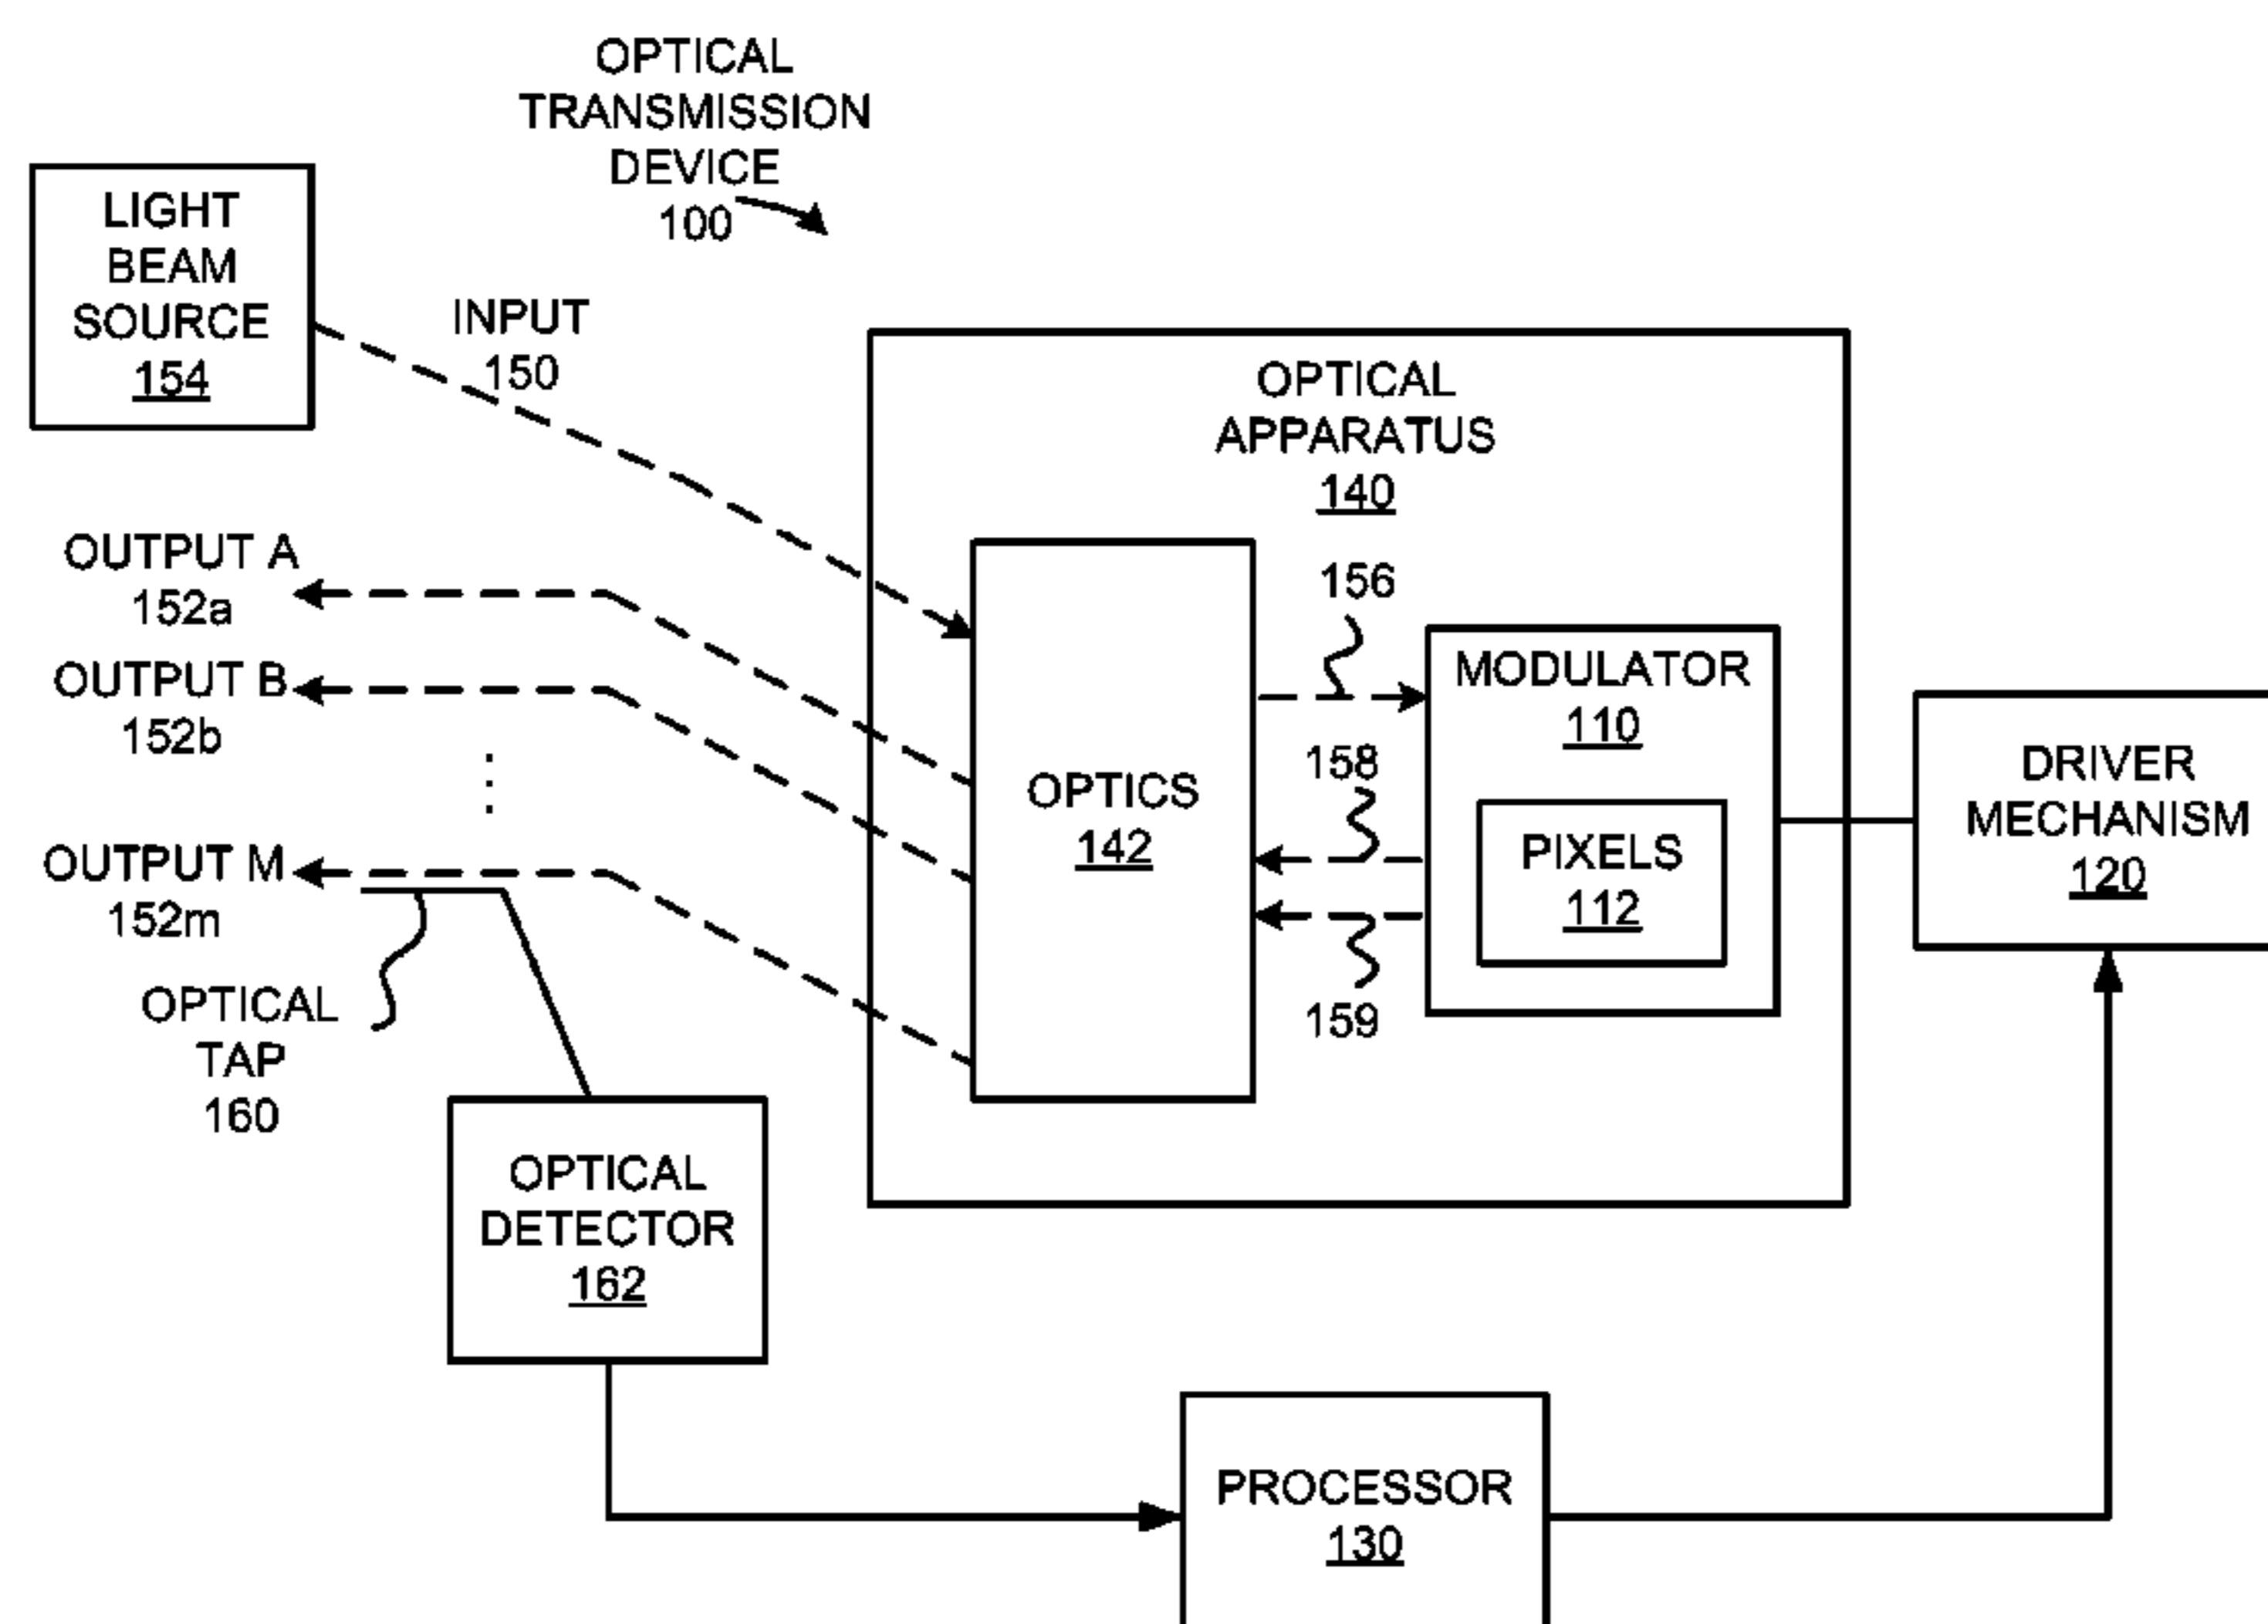 OPTICAL
TRANSMISSION
DEVICE
100
LIGHT
BEAM
SOURCE
154
INPUT
150
OPTICAL
APPARATUS
140
OUTPUT A
152a
OUTPUT B
152b
OUTPUT M
152m
OPTICAL
TAP
160
OPTICS
142
156
158
159
MODULATOR
110
PIXELS
112
DRIVER
MECHANISM
120
OPTICAL
DETECTOR
162
PROCESSOR
130